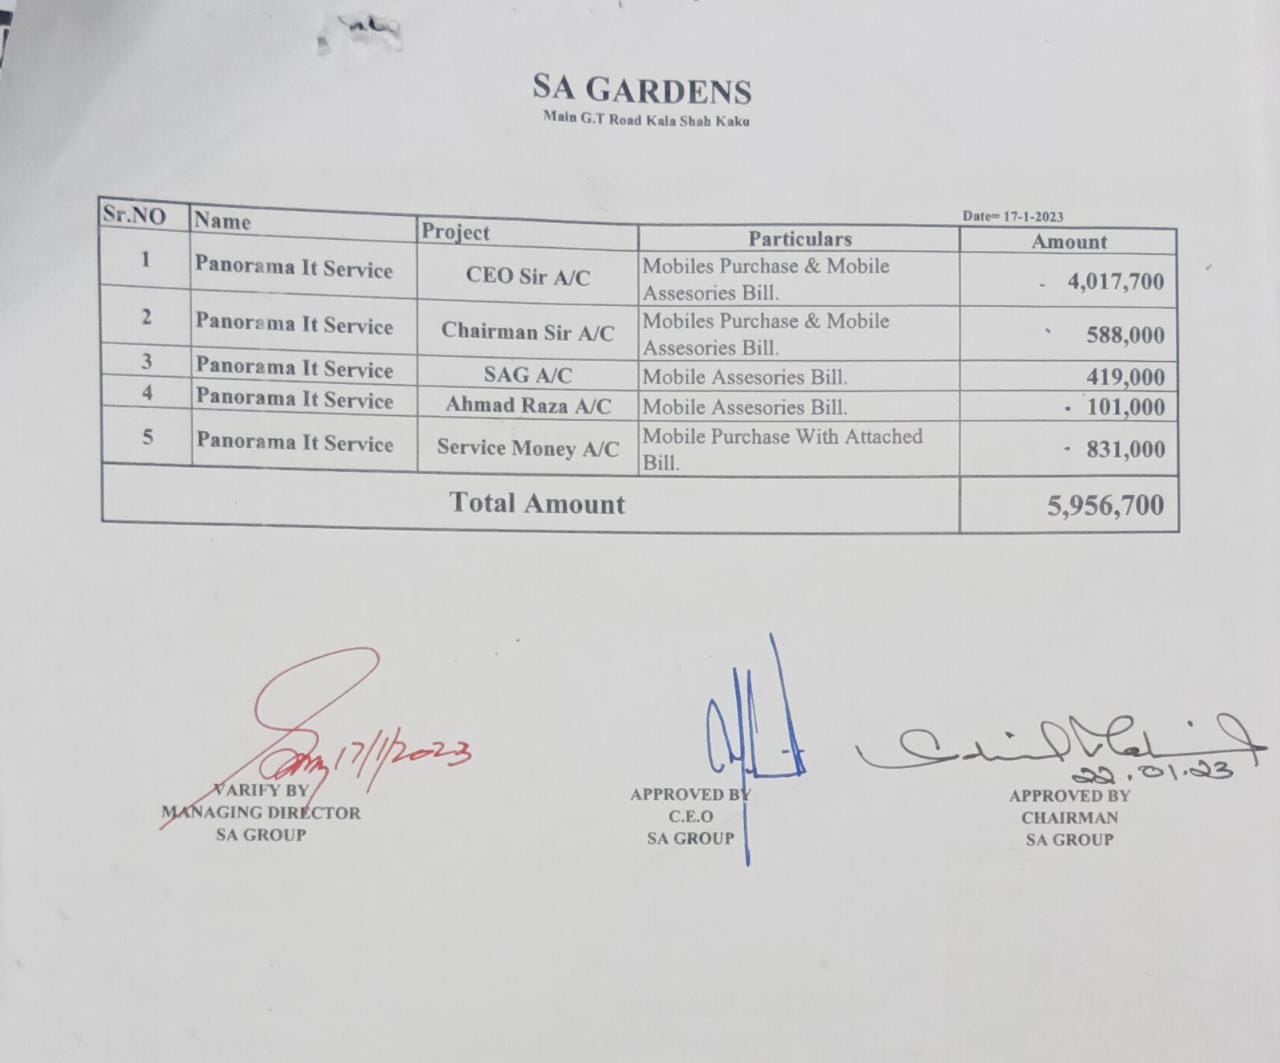 SA GARDENS
Main G.T Road Kala Shah Kaku
Date= 17-1-2023
Sr.NO Name Project Particulars Amount
1 Panorama It Service CEO Sir A/C Mobiles Purchase & Mobile Assesories Bill. 4,017,700
2 Panorama It Service Chairman Sir A/C Mobiles Purchase & Mobile Assesories Bill. 588,000
3 Panorama It Service SAG A/C Mobile Assesories Bill. 419,000
4 Panorama It Service Ahmad Raza A/C Mobile Assesories Bill. 101,000
5 Panorama It Service Service Money A/C Mobile Purchase With Attached Bill. 831,000
Total Amount 5,956,700
17/1/2023
22.01.23
VARIFY BY
MANAGING DIRECTOR
SA GROUP
APPROVED BY
C.E.O
SA GROUP
APPROVED BY
CHAIRMAN
SA GROUP